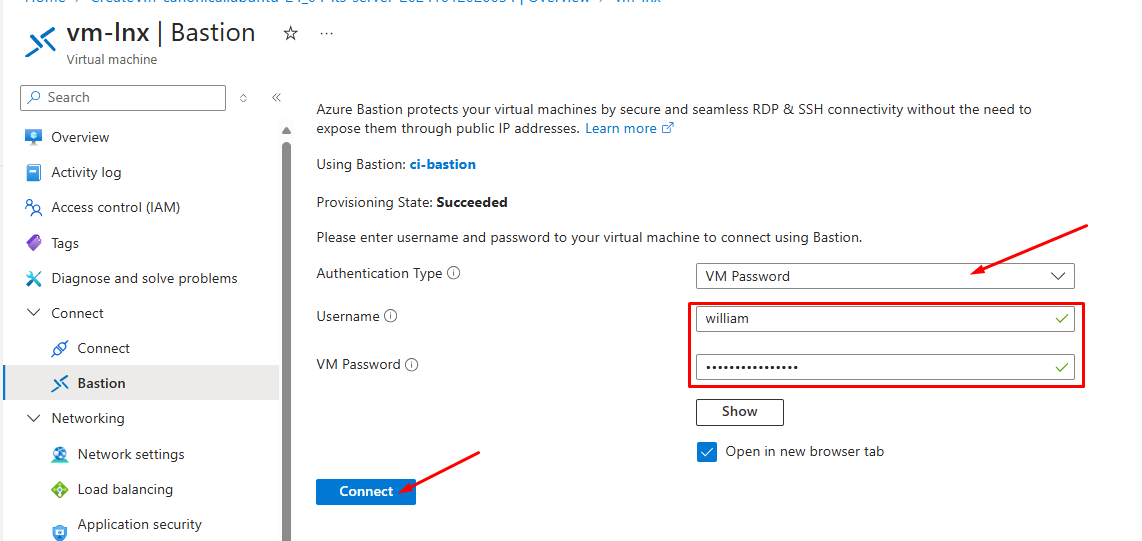 vm-lnx | Bastion
Virtual machine
Search
Overview
Activity log
Access control (IAM)
Tags
Diagnose and solve problems
Connect
Connect
Bastion
Networking
Network settings
Load balancing
Application security
Azure Bastion protects your virtual machines by secure and seamless RDP & SSH connectivity without the need to
expose them through public IP addresses. Learn more
Using Bastion: ci-bastion
Provisioning State: Succeeded
Please enter username and password to your virtual machine to connect using Bastion.
Authentication Type
VM Password
Username
william
VM Password
••••••••••••••••
Show
Open in new browser tab
Connect